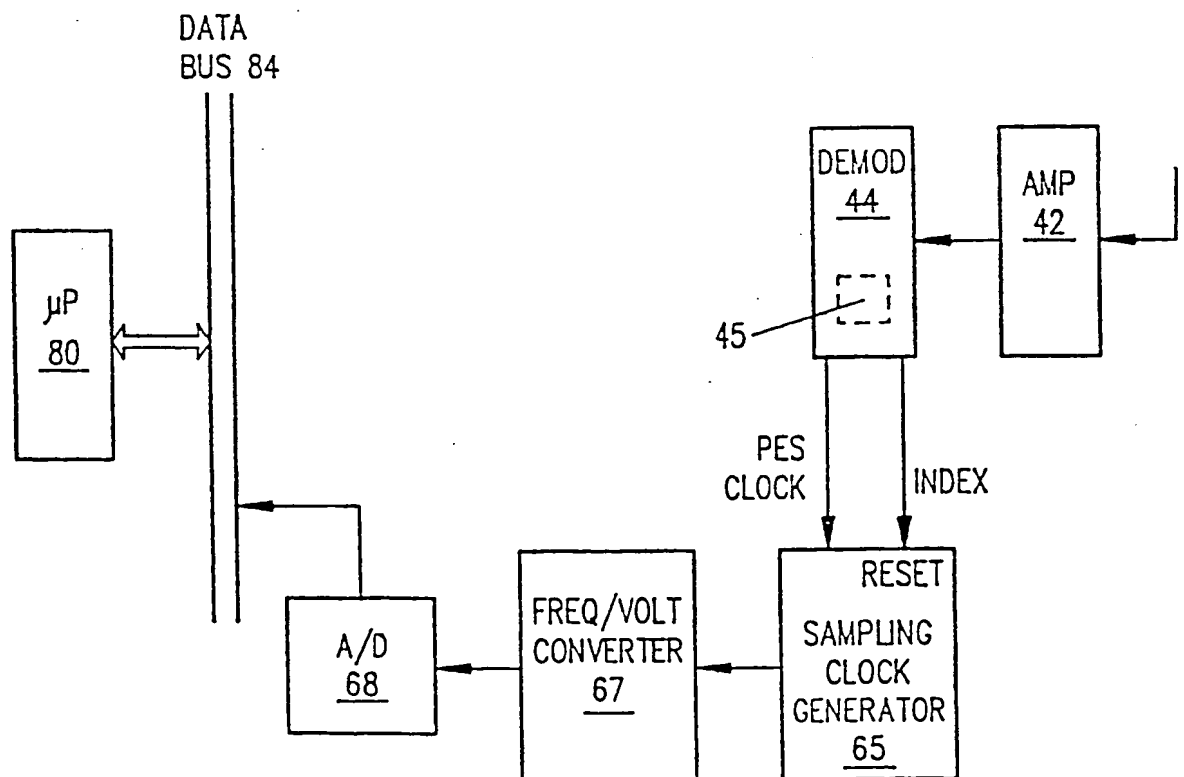 DATA
BUS 84
DEMOD
44
AMP
42
µP
80
45
PES
CLOCK
INDEX
RESET
FREQ/VOLT
CONVERTER
67
SAMPLING
CLOCK
GENERATOR
65
A/D
68